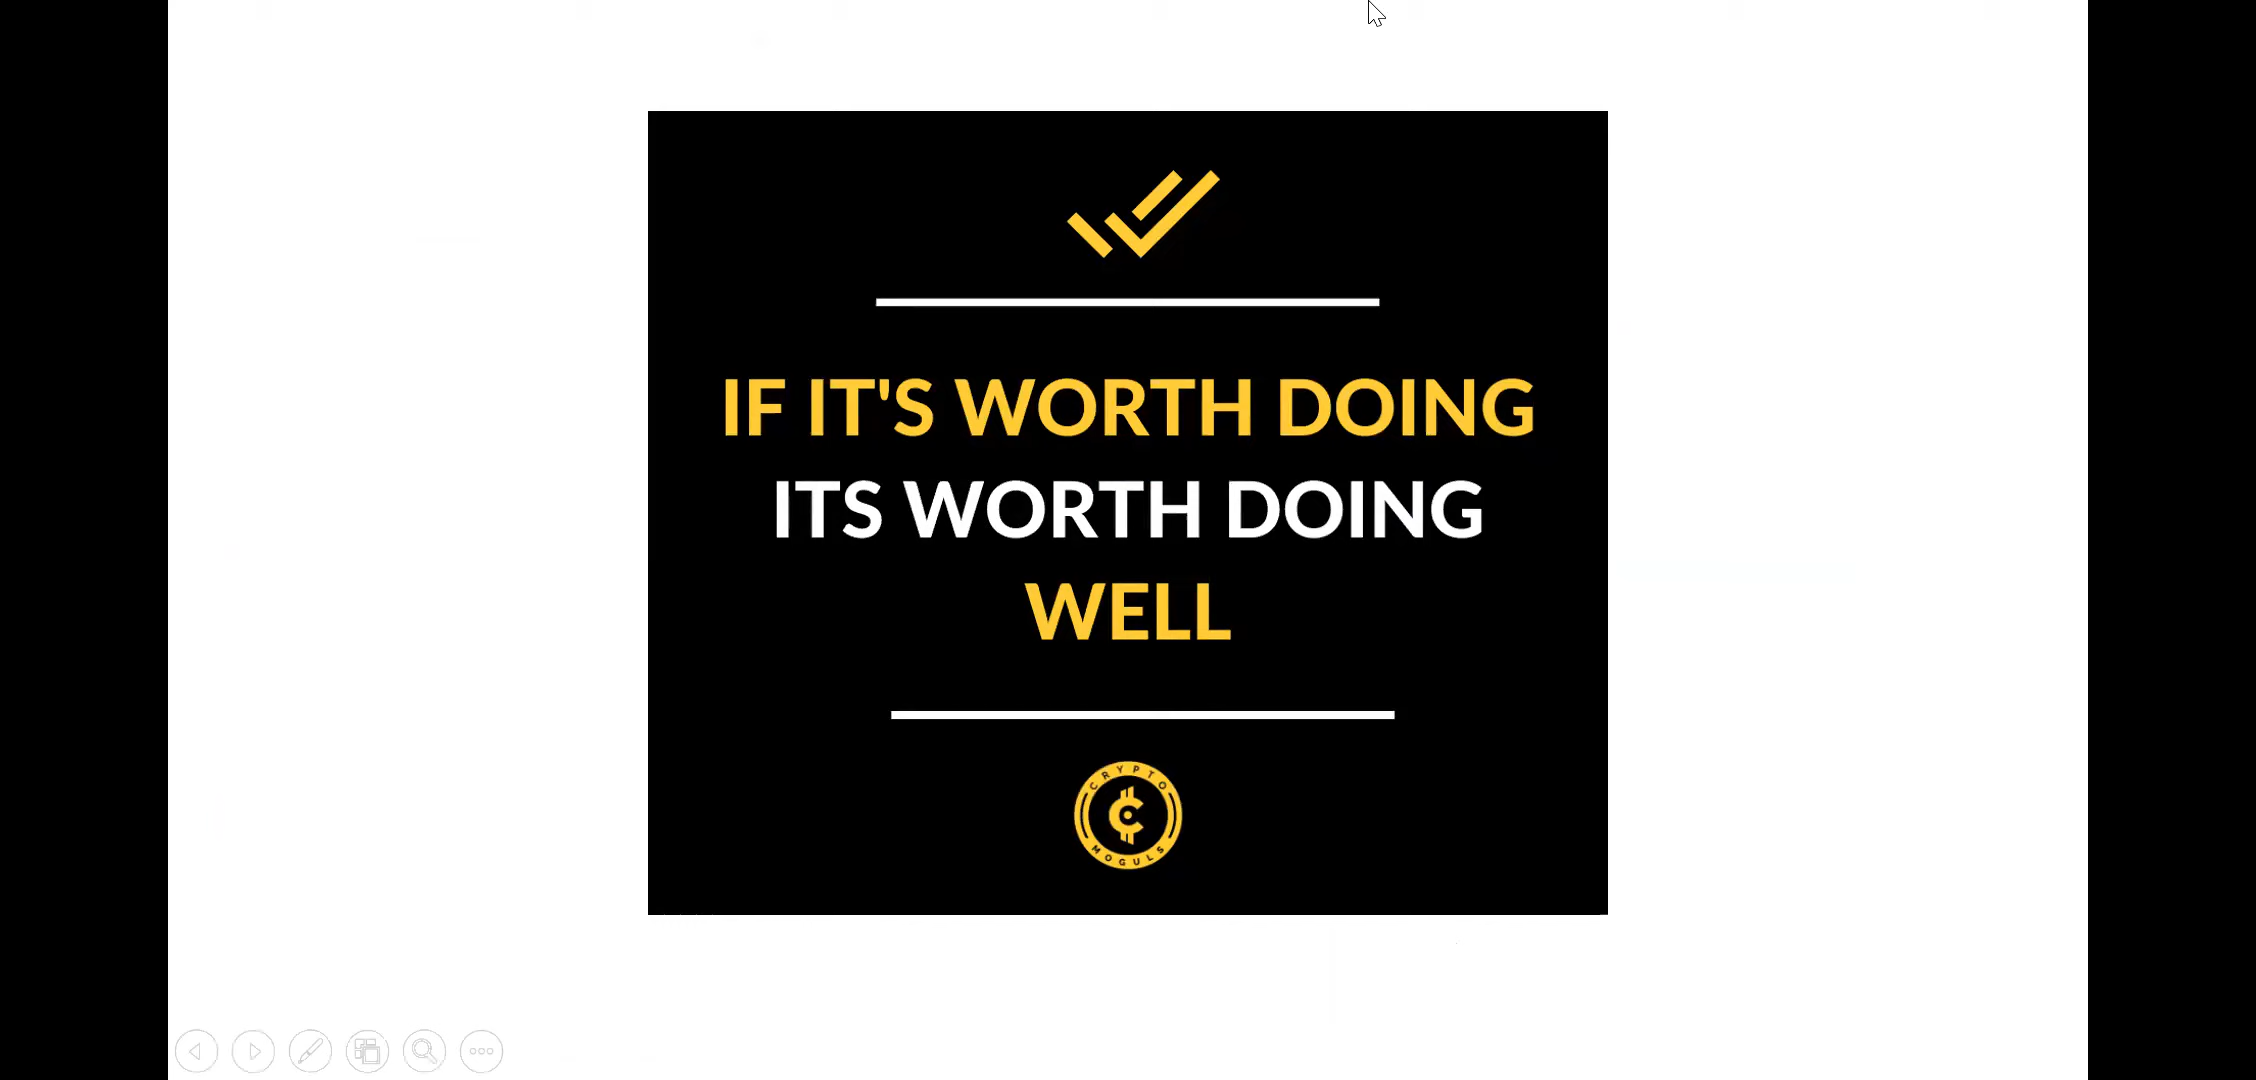 IF IT'S WORTH DOING
ITS WORTH DOING
WELL
CRYPTO
MOGULS